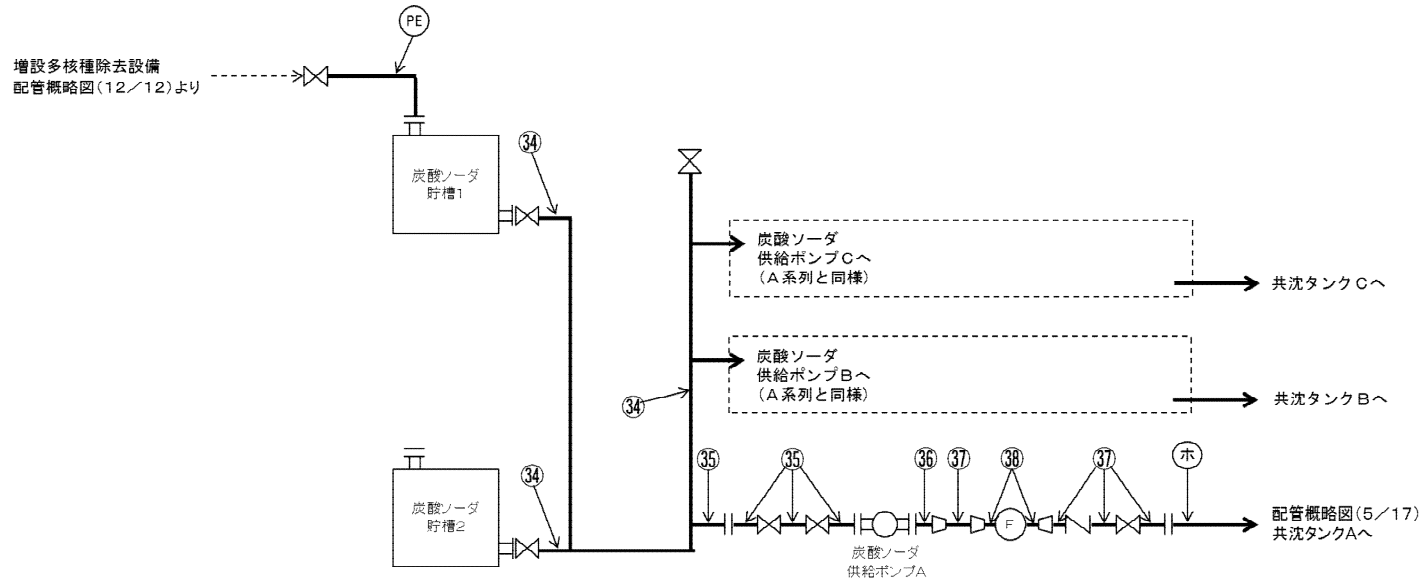 PE
増設多核種除去設備
配管概略図(12/12)より
炭酸ソーダ
貯槽1
㉞
炭酸ソーダ
供給ポンプCへ
(A系列と同様)
共沈タンクCへ
炭酸ソーダ
供給ポンプBへ
(A系列と同様)
共沈タンクBへ
㉞
炭酸ソーダ
貯槽2
㉞
㉟
㉟
㊱
㊲
㊳
㊲
ホ
F
炭酸ソーダ
供給ポンプA
配管概略図(5/17)
共沈タンクAへ